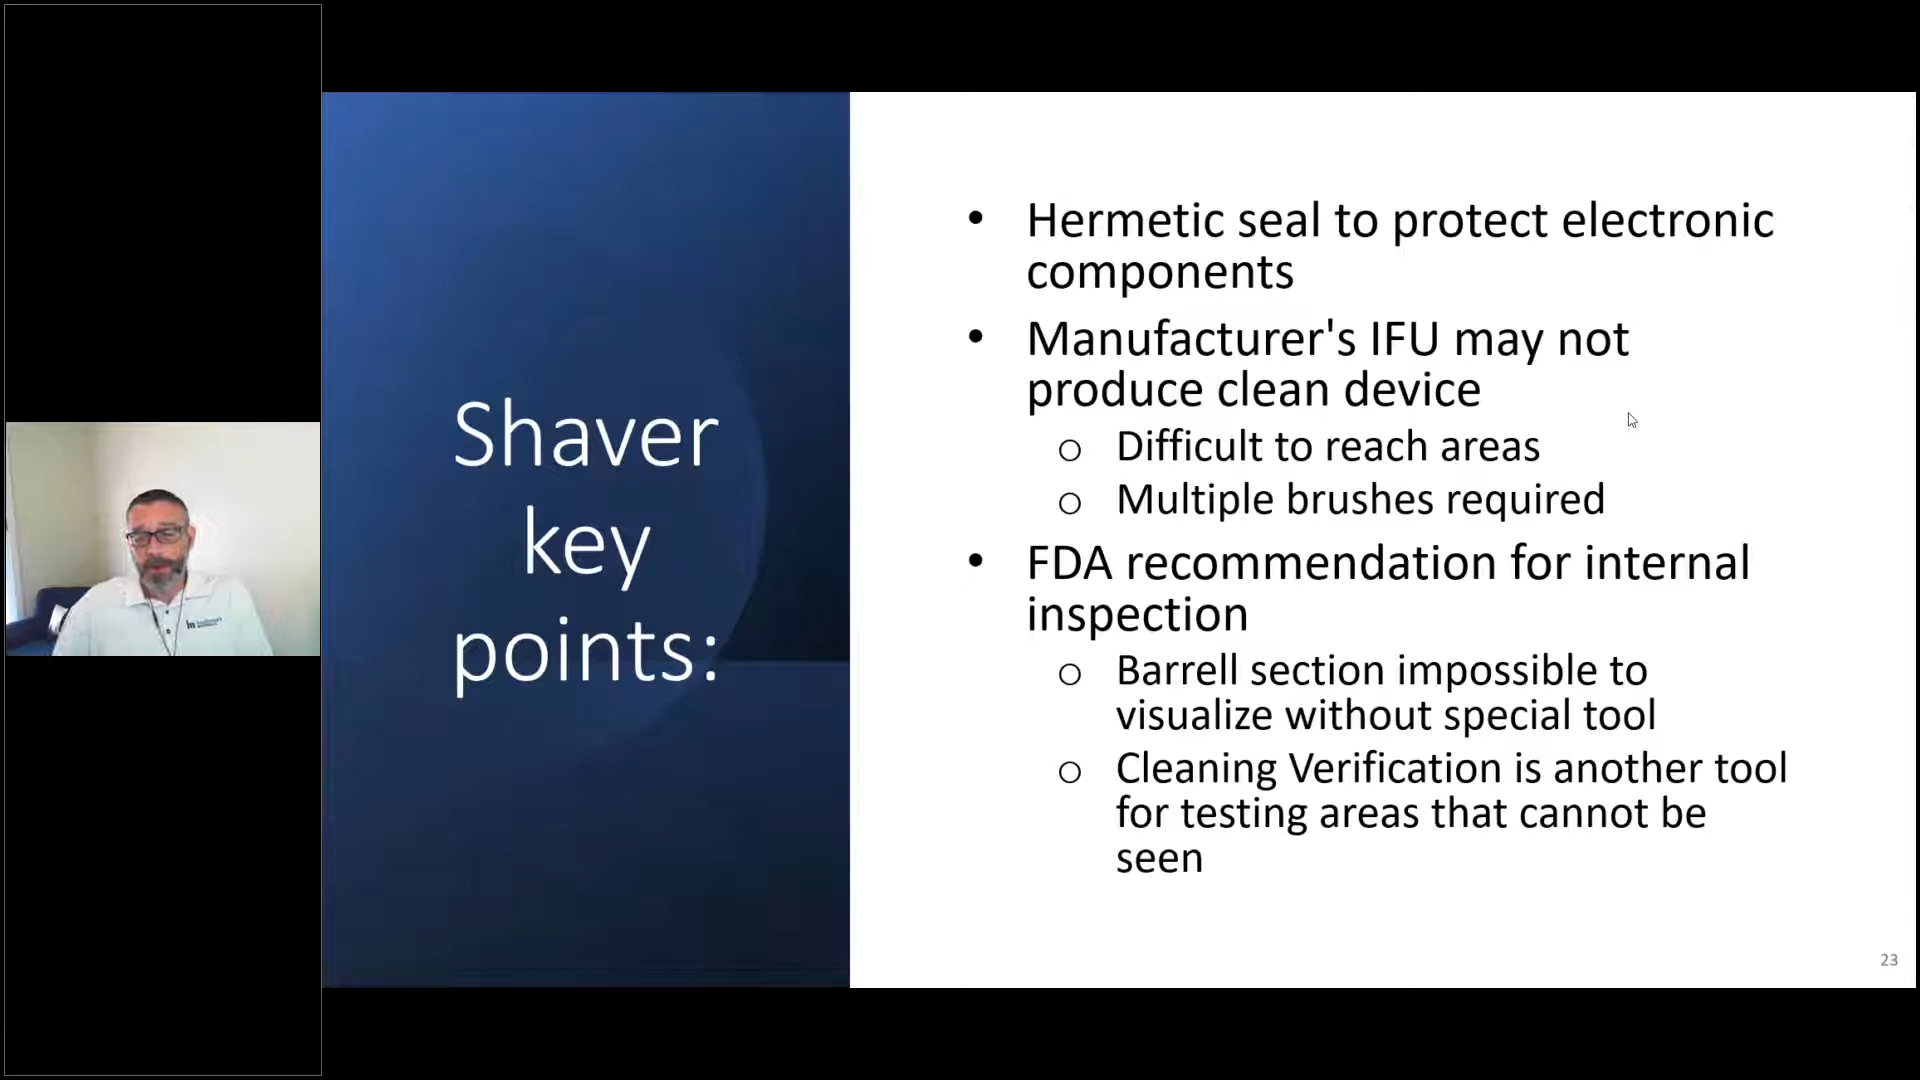 Shaver
key
points:
• Hermetic seal to protect electronic
components
• Manufacturer's IFU may not
produce clean device
o Difficult to reach areas
o Multiple brushes required
• FDA recommendation for internal
inspection
o Barrell section impossible to
visualize without special tool
o Cleaning Verification is another tool
for testing areas that cannot be
seen
23